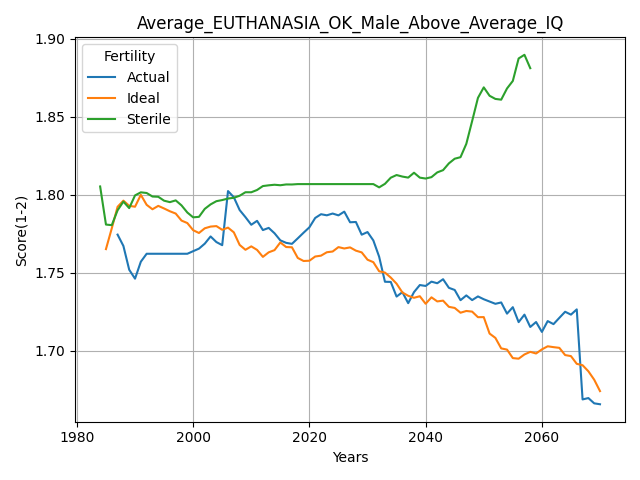 Average_EUTHANASIA_OK_Male_Above_Average_IQ
Fertility
Actual
Ideal
Sterile
Score(1-2)
1.90
1.85
1.80
1.75
1.70
1980
2000
2020
2040
2060
Years